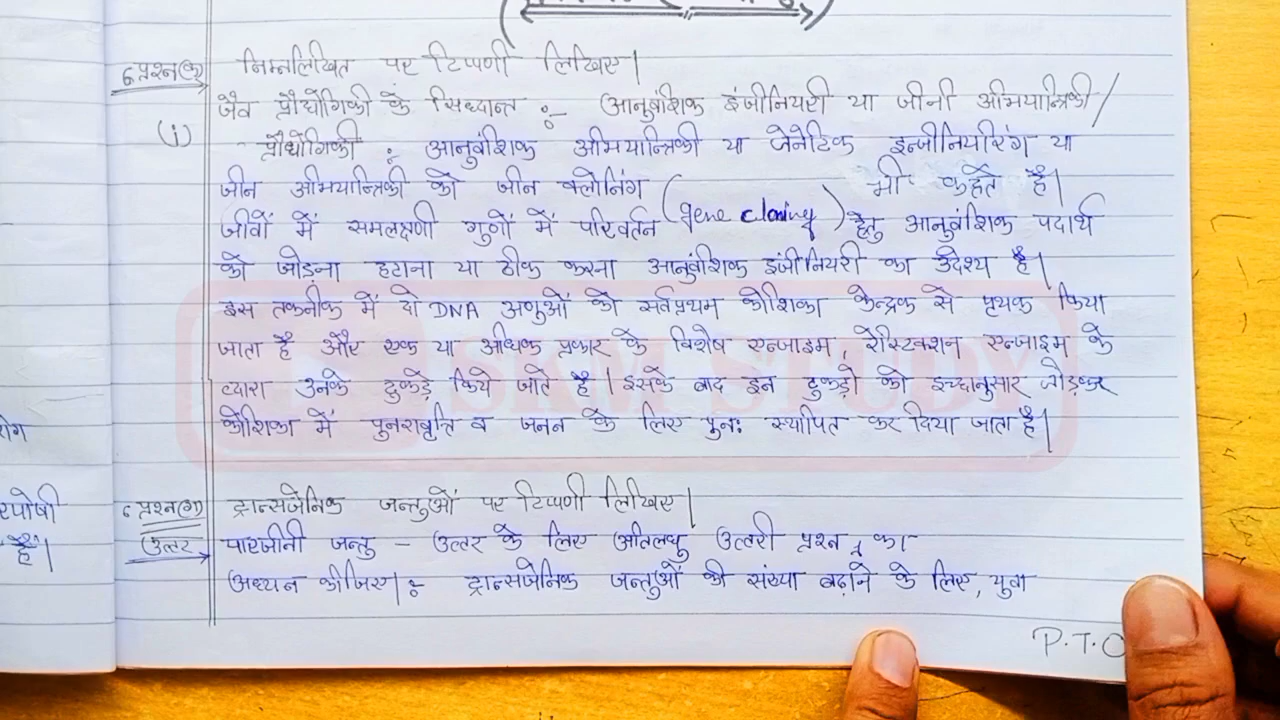 6 प्रश्न(क) निम्नलिखित पर टिप्पणी लिखिए।
जैव प्रौद्योगिकी के सिध्दान्त :- आनुवंशिक इंजीनियरी या जीनी अभियान्त्रिकी/
(i) प्रौद्योगिकी : आनुवंशिक अभियान्त्रिकी या जेनेटिक इन्जीनियरिंग या
जीन अभियान्त्रिकी को जीन क्लोनिंग (gene cloning) भी कहते है।
जीवों में समलक्षणी गुणों में परिवर्तन हेतु आनुवंशिक पदार्थ
को जोड़ना हटाना या ठीक करना आनुवंशिक इंजीनियरी का उदेश्य है।
इस तकनीक में दो DNA अणुओं को सर्वप्रथम कोशिका केन्द्रक से पृथक किया
जाता है और एक या अधिक प्रकार के विशेष एन्जाइम, रेस्ट्रिक्शन एन्जाइम के
द्वारा उनके टुकड़े किये जाते है। इसके बाद इन टुकड़ो को इच्छानुसार जोड़कर
कोशिका में पुनरावृत्ति व जनन के लिए पुनः स्थापित कर दिया जाता है।
SKM STUDY
रोग
6 प्रश्न(ख) ट्रान्सजेनिक जन्तुओं पर टिप्पणी लिखिए।
रपोषी
उत्तर पारजीनी जन्तु - उत्तर के लिए अतिलघु उत्तरी प्रश्न का
है।
अध्यन कीजिए। :- ट्रान्सजेनिक जन्तुओं की संख्या बढ़ाने के लिए, युवा
P.T.O